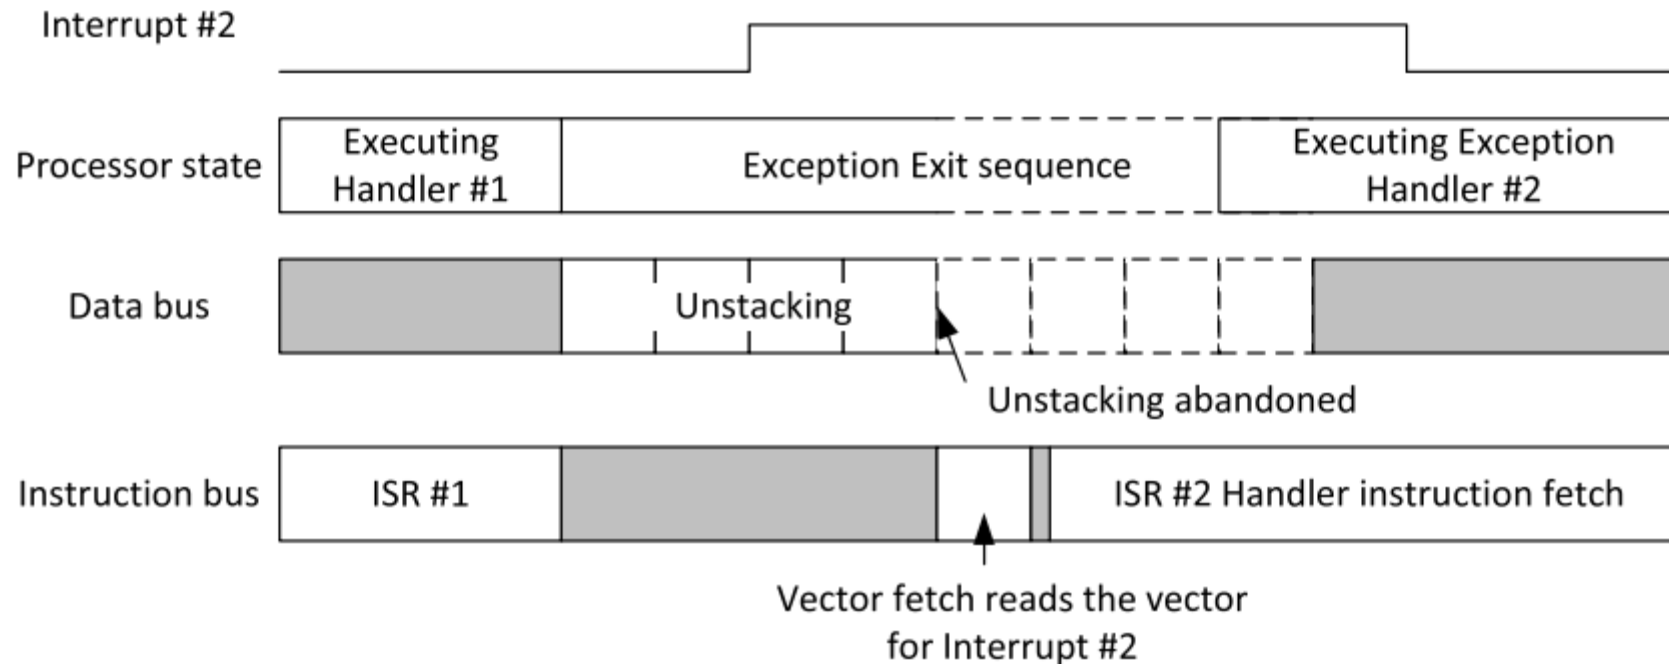 Interrupt #2
Processor state
Executing
Handler #1
Exception Exit sequence
Executing Exception
Handler #2
Data bus
Unstacking
Unstacking abandoned
Instruction bus
ISR #1
ISR #2 Handler instruction fetch
Vector fetch reads the vector
for Interrupt #2